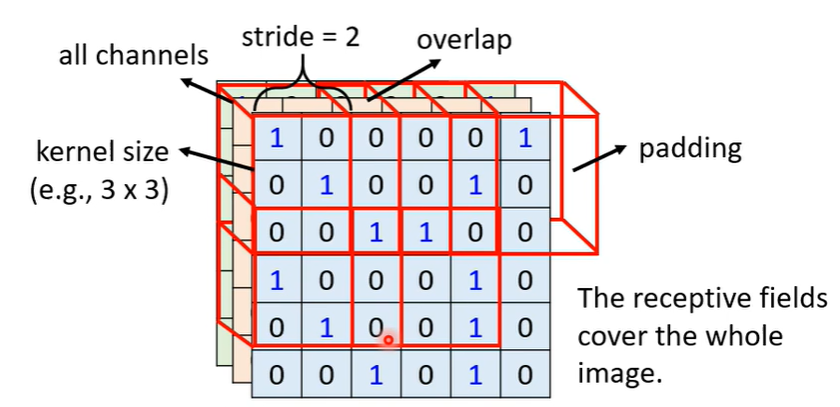 stride = 2
overlap
all channels
kernel size
(e.g., 3 x 3)
padding
1 0 0 0 0 1
0 1 0 0 1 0
0 0 1 1 0 0
1 0 0 0 1 0
0 1 0 0 1 0
0 0 1 0 1 0
The receptive fields
cover the whole
image.